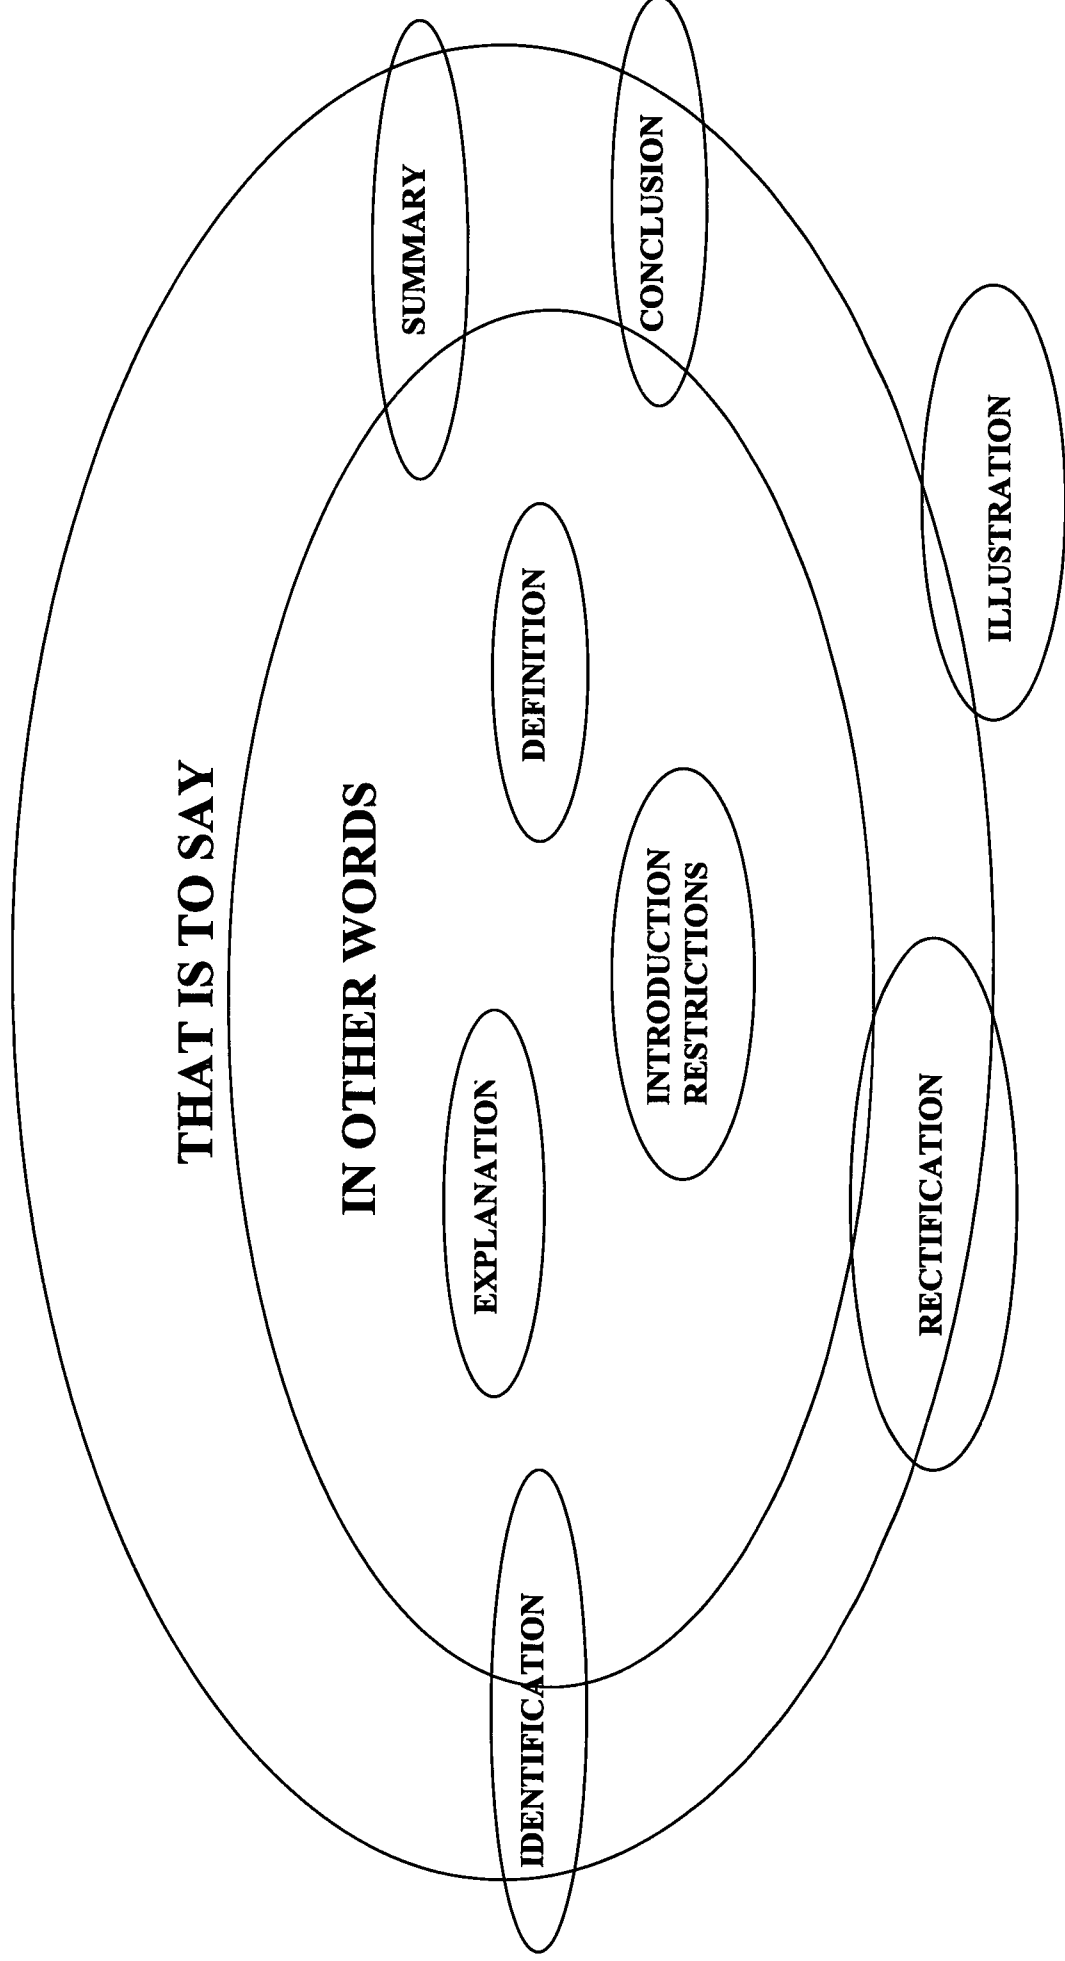 THAT IS TO SAY
IN OTHER WORDS
SUMMARY
EXPLANATION
DEFINITION
IDENTIFICATION
INTRODUCTION
RESTRICTIONS
CONCLUSION
RECTIFICATION
ILLUSTRATION